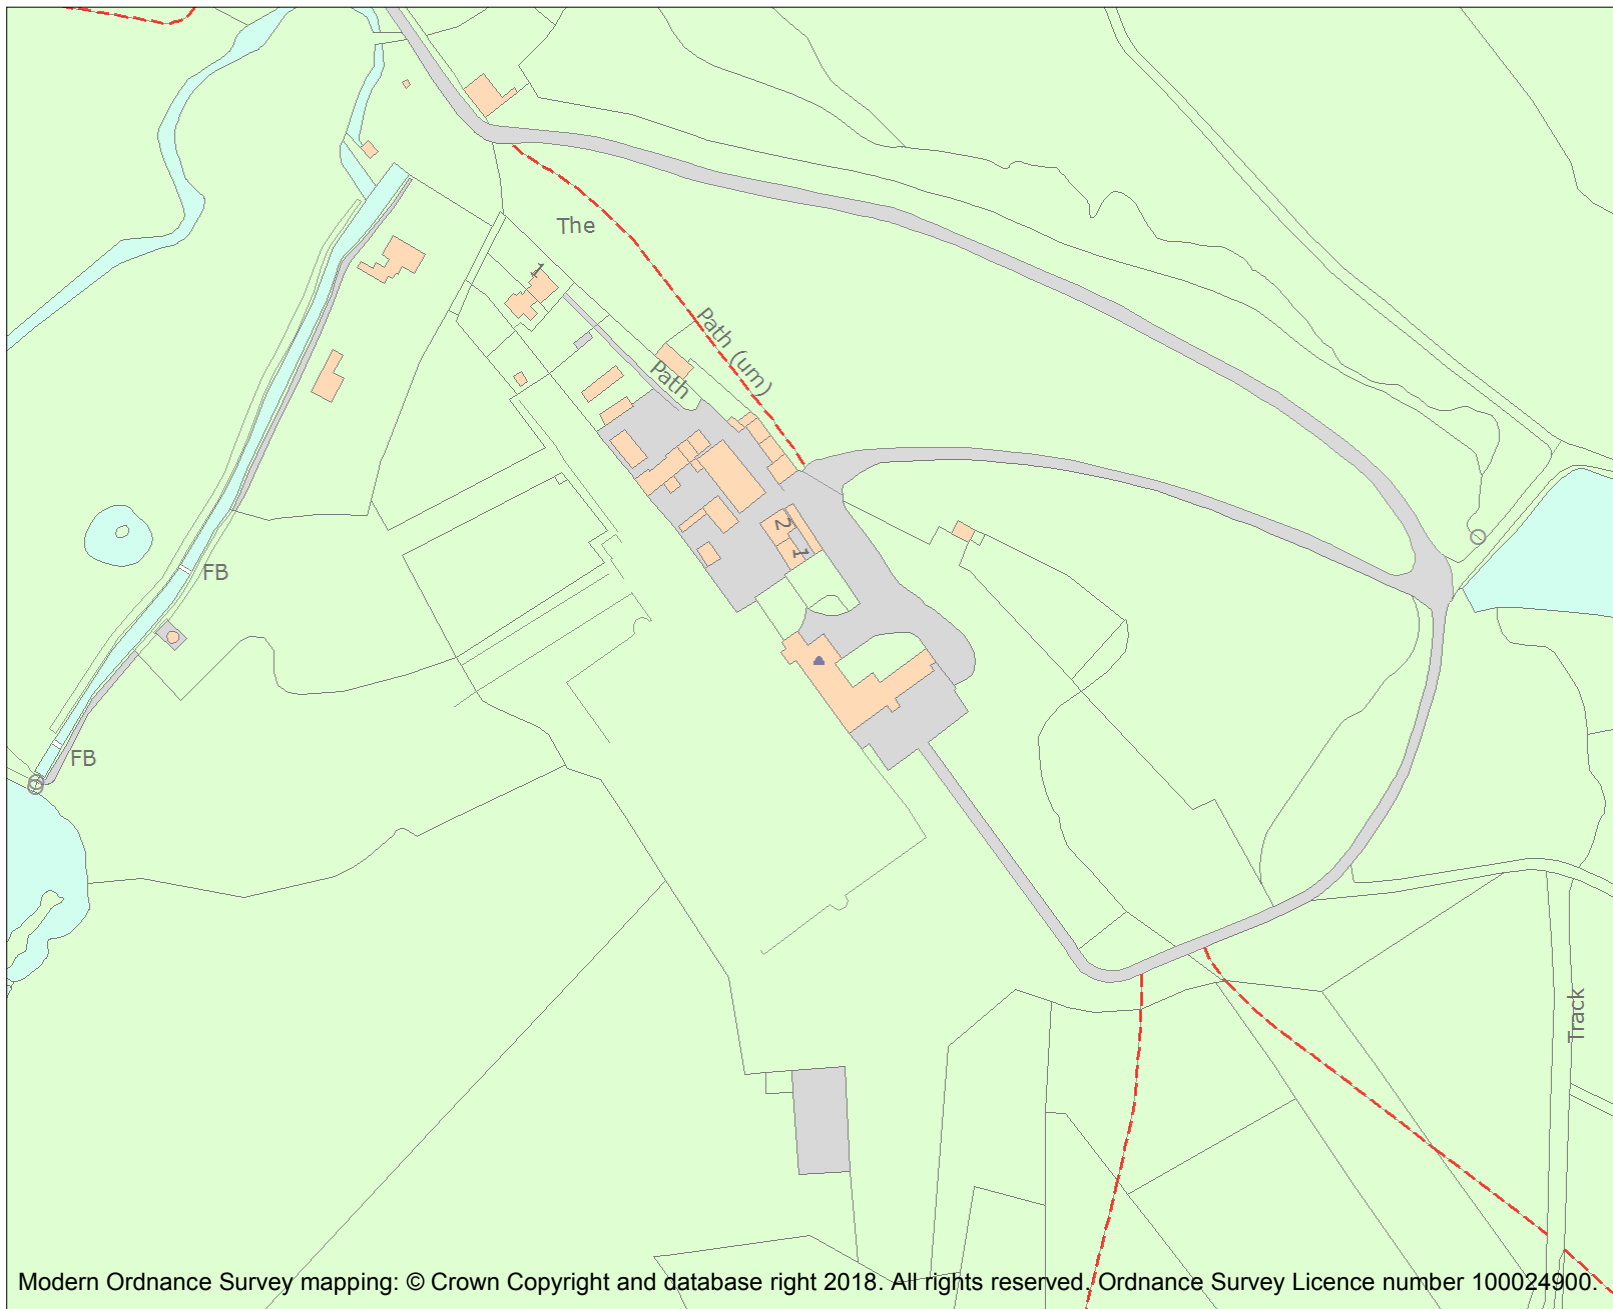 The
1
Path (um)
Path
2
1
FB
FB
Track
Modern Ordnance Survey mapping: © Crown Copyright and database right 2018. All rights reserved. Ordnance Survey Licence number 100024900.